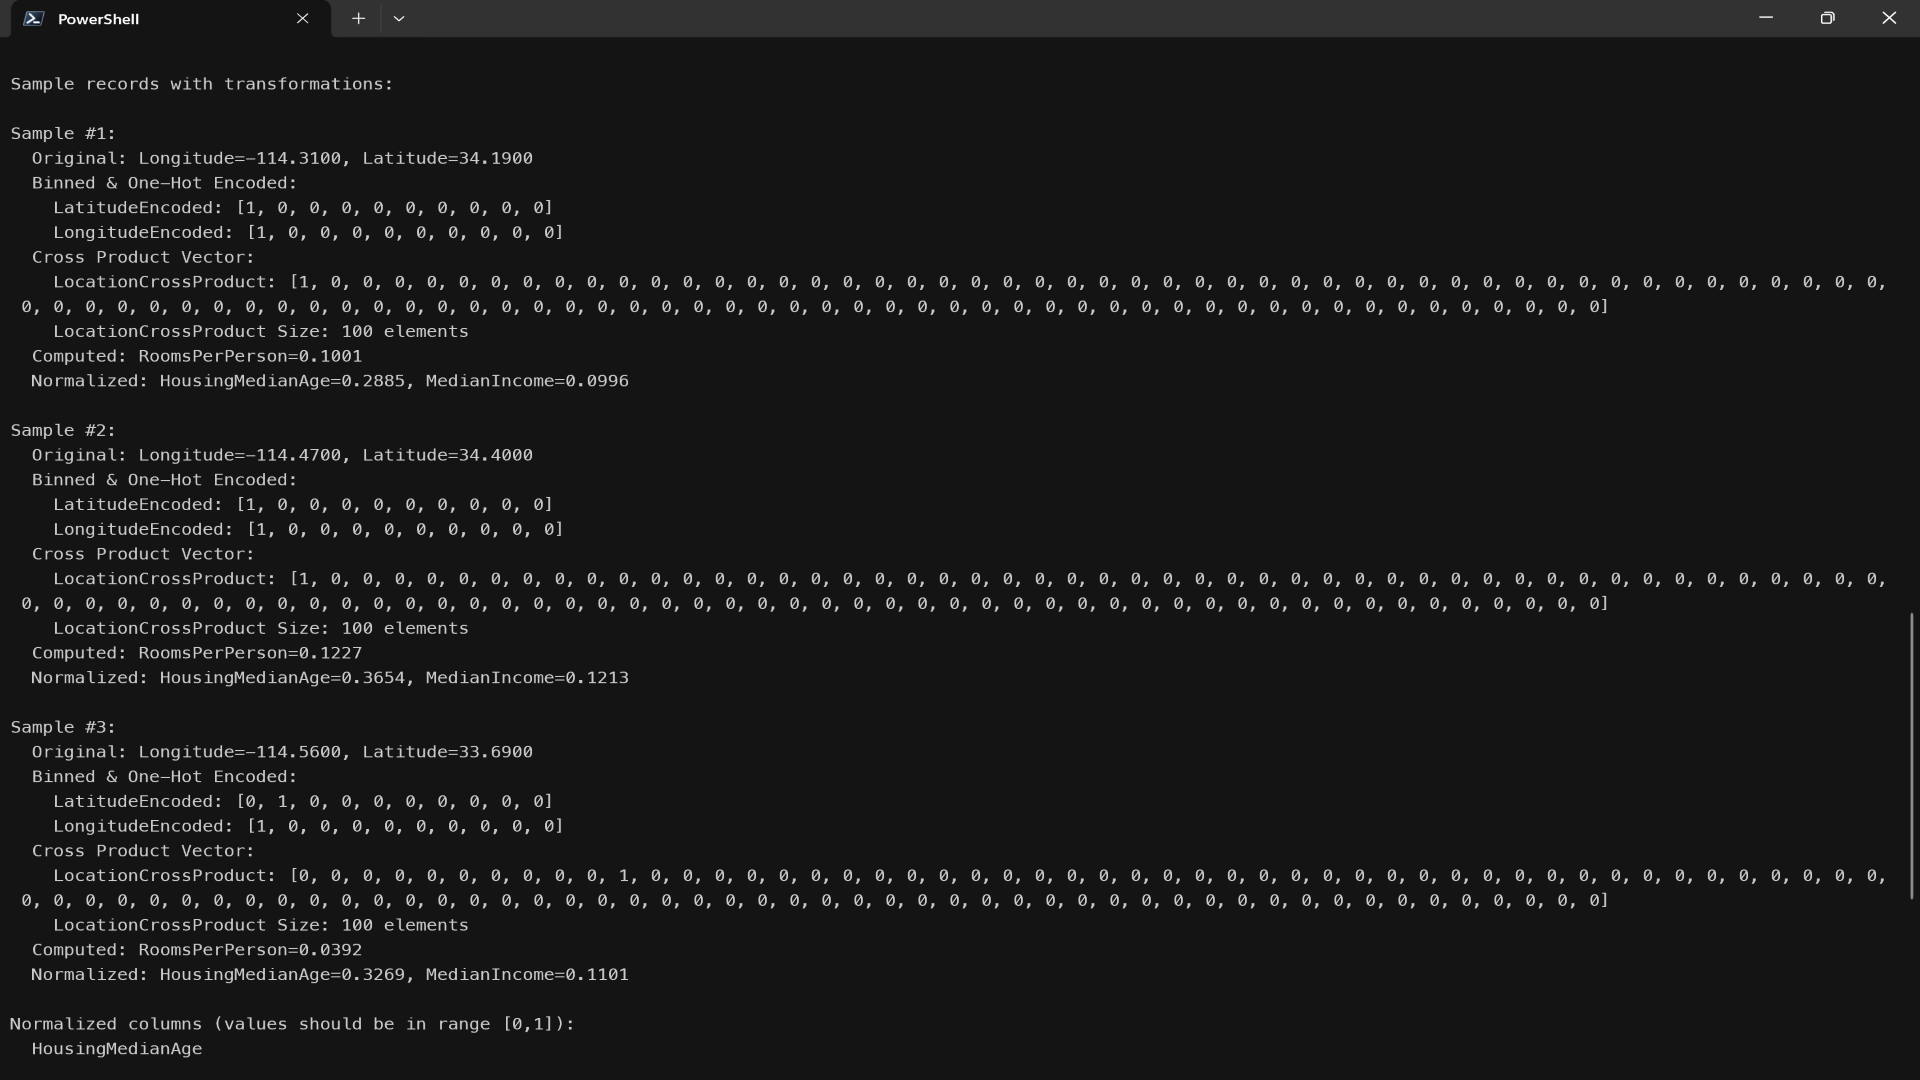 PowerShell
Sample records with transformations:
Sample #1:
Original: Longitude=-114.3100, Latitude=34.1900
Binned & One-Hot Encoded:
LatitudeEncoded: [1, 0, 0, 0, 0, 0, 0, 0, 0, 0]
LongitudeEncoded: [1, 0, 0, 0, 0, 0, 0, 0, 0, 0]
Cross Product Vector:
LocationCrossProduct: [1, 0, 0, 0, 0, 0, 0, 0, 0, 0, 0, 0, 0, 0, 0, 0, 0, 0, 0, 0, 0, 0, 0, 0, 0, 0, 0, 0, 0, 0, 0, 0, 0, 0, 0, 0, 0, 0, 0, 0, 0, 0, 0, 0, 0, 0, 0, 0, 0, 0,
0, 0, 0, 0, 0, 0, 0, 0, 0, 0, 0, 0, 0, 0, 0, 0, 0, 0, 0, 0, 0, 0, 0, 0, 0, 0, 0, 0, 0, 0, 0, 0, 0, 0, 0, 0, 0, 0, 0, 0, 0, 0, 0, 0, 0, 0, 0, 0, 0, 0]
LocationCrossProduct Size: 100 elements
Computed: RoomsPerPerson=0.1001
Normalized: HousingMedianAge=0.2885, MedianIncome=0.0996
Sample #2:
Original: Longitude=-114.4700, Latitude=34.4000
Binned & One-Hot Encoded:
LatitudeEncoded: [1, 0, 0, 0, 0, 0, 0, 0, 0, 0]
LongitudeEncoded: [1, 0, 0, 0, 0, 0, 0, 0, 0, 0]
Cross Product Vector:
LocationCrossProduct: [1, 0, 0, 0, 0, 0, 0, 0, 0, 0, 0, 0, 0, 0, 0, 0, 0, 0, 0, 0, 0, 0, 0, 0, 0, 0, 0, 0, 0, 0, 0, 0, 0, 0, 0, 0, 0, 0, 0, 0, 0, 0, 0, 0, 0, 0, 0, 0, 0, 0,
0, 0, 0, 0, 0, 0, 0, 0, 0, 0, 0, 0, 0, 0, 0, 0, 0, 0, 0, 0, 0, 0, 0, 0, 0, 0, 0, 0, 0, 0, 0, 0, 0, 0, 0, 0, 0, 0, 0, 0, 0, 0, 0, 0, 0, 0, 0, 0, 0, 0]
LocationCrossProduct Size: 100 elements
Computed: RoomsPerPerson=0.1227
Normalized: HousingMedianAge=0.3654, MedianIncome=0.1213
Sample #3:
Original: Longitude=-114.5600, Latitude=33.6900
Binned & One-Hot Encoded:
LatitudeEncoded: [0, 1, 0, 0, 0, 0, 0, 0, 0, 0]
LongitudeEncoded: [1, 0, 0, 0, 0, 0, 0, 0, 0, 0]
Cross Product Vector:
LocationCrossProduct: [0, 0, 0, 0, 0, 0, 0, 0, 0, 0, 1, 0, 0, 0, 0, 0, 0, 0, 0, 0, 0, 0, 0, 0, 0, 0, 0, 0, 0, 0, 0, 0, 0, 0, 0, 0, 0, 0, 0, 0, 0, 0, 0, 0, 0, 0, 0, 0, 0, 0,
0, 0, 0, 0, 0, 0, 0, 0, 0, 0, 0, 0, 0, 0, 0, 0, 0, 0, 0, 0, 0, 0, 0, 0, 0, 0, 0, 0, 0, 0, 0, 0, 0, 0, 0, 0, 0, 0, 0, 0, 0, 0, 0, 0, 0, 0, 0, 0, 0, 0]
LocationCrossProduct Size: 100 elements
Computed: RoomsPerPerson=0.0392
Normalized: HousingMedianAge=0.3269, MedianIncome=0.1101
Normalized columns (values should be in range [0,1]):
HousingMedianAge